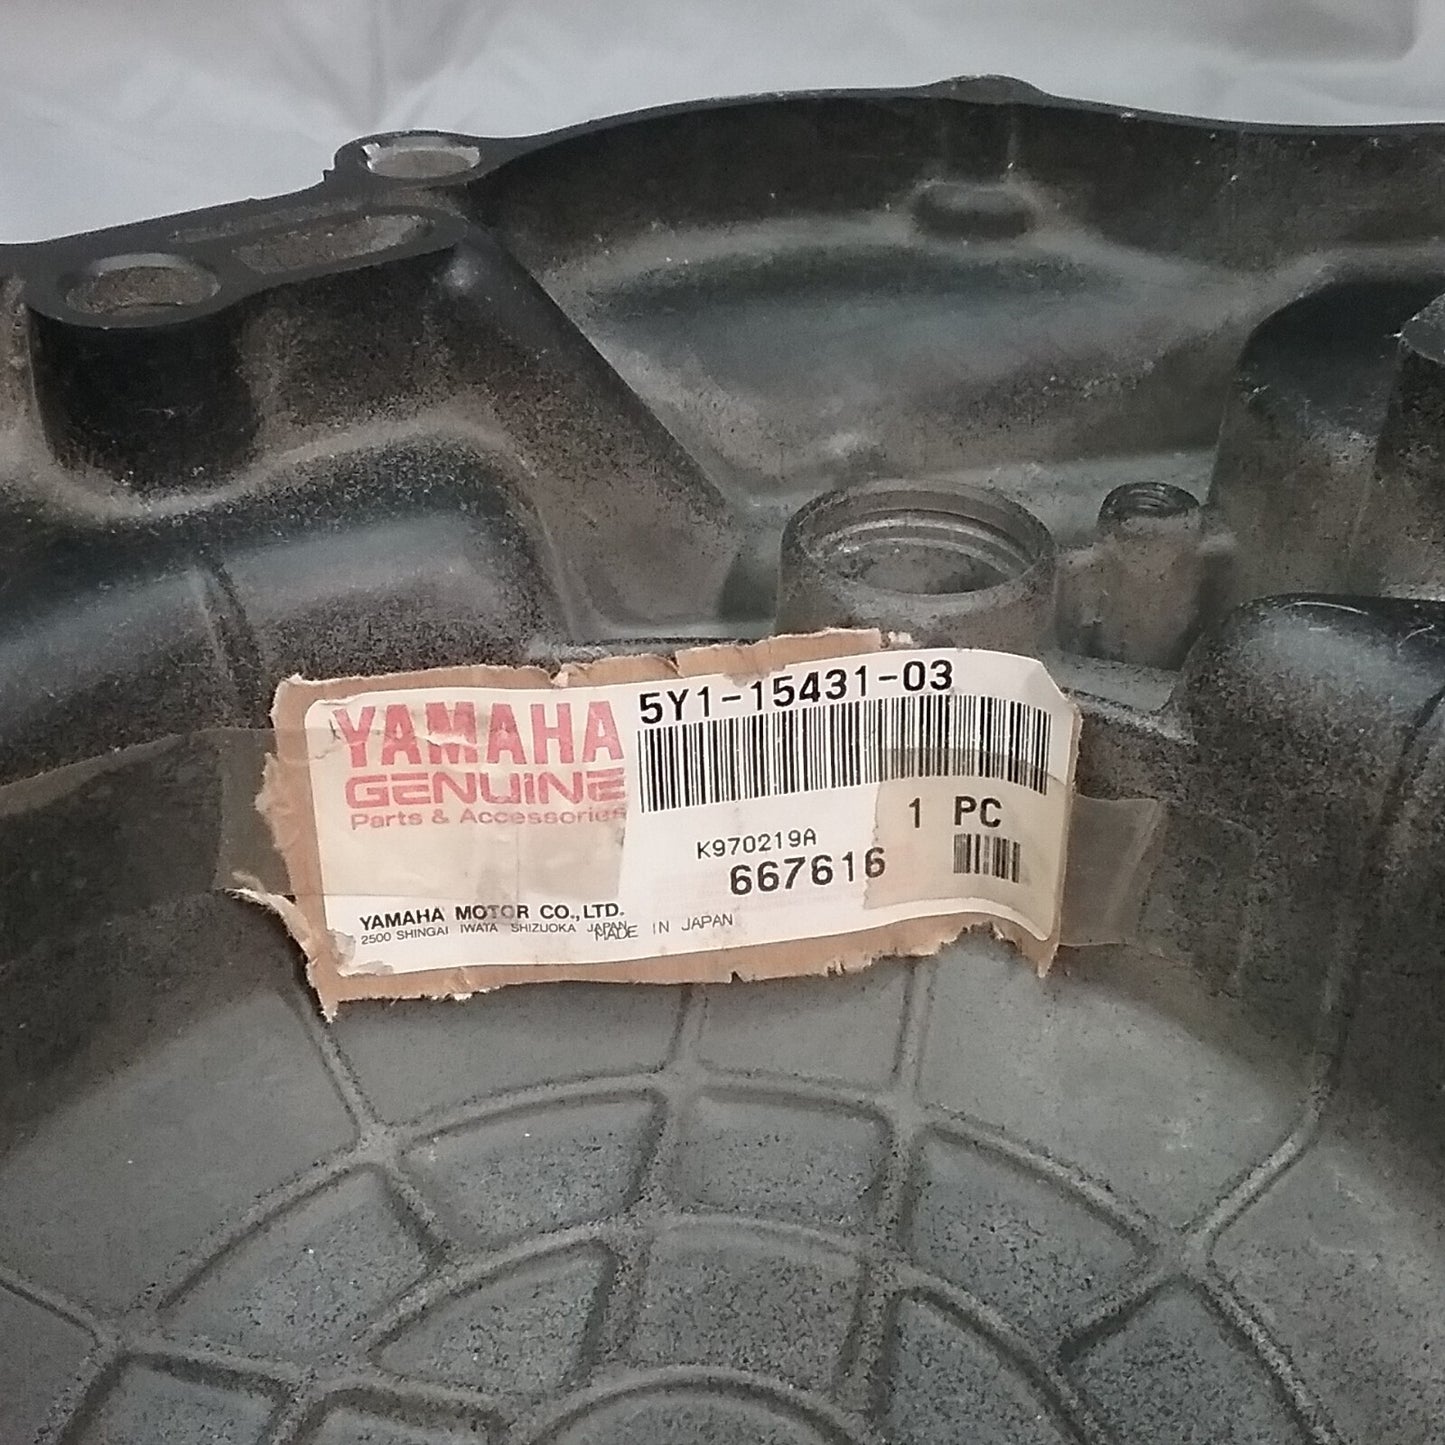 YAMAHA
GENUINE
Parts & Accessories
5Y1-15431-03
1 PC
K970219A
667616
YAMAHA MOTOR CO., LTD.
2500 SHINGAI IWATA SHIZUOKA JAPAN
MADE IN JAPAN